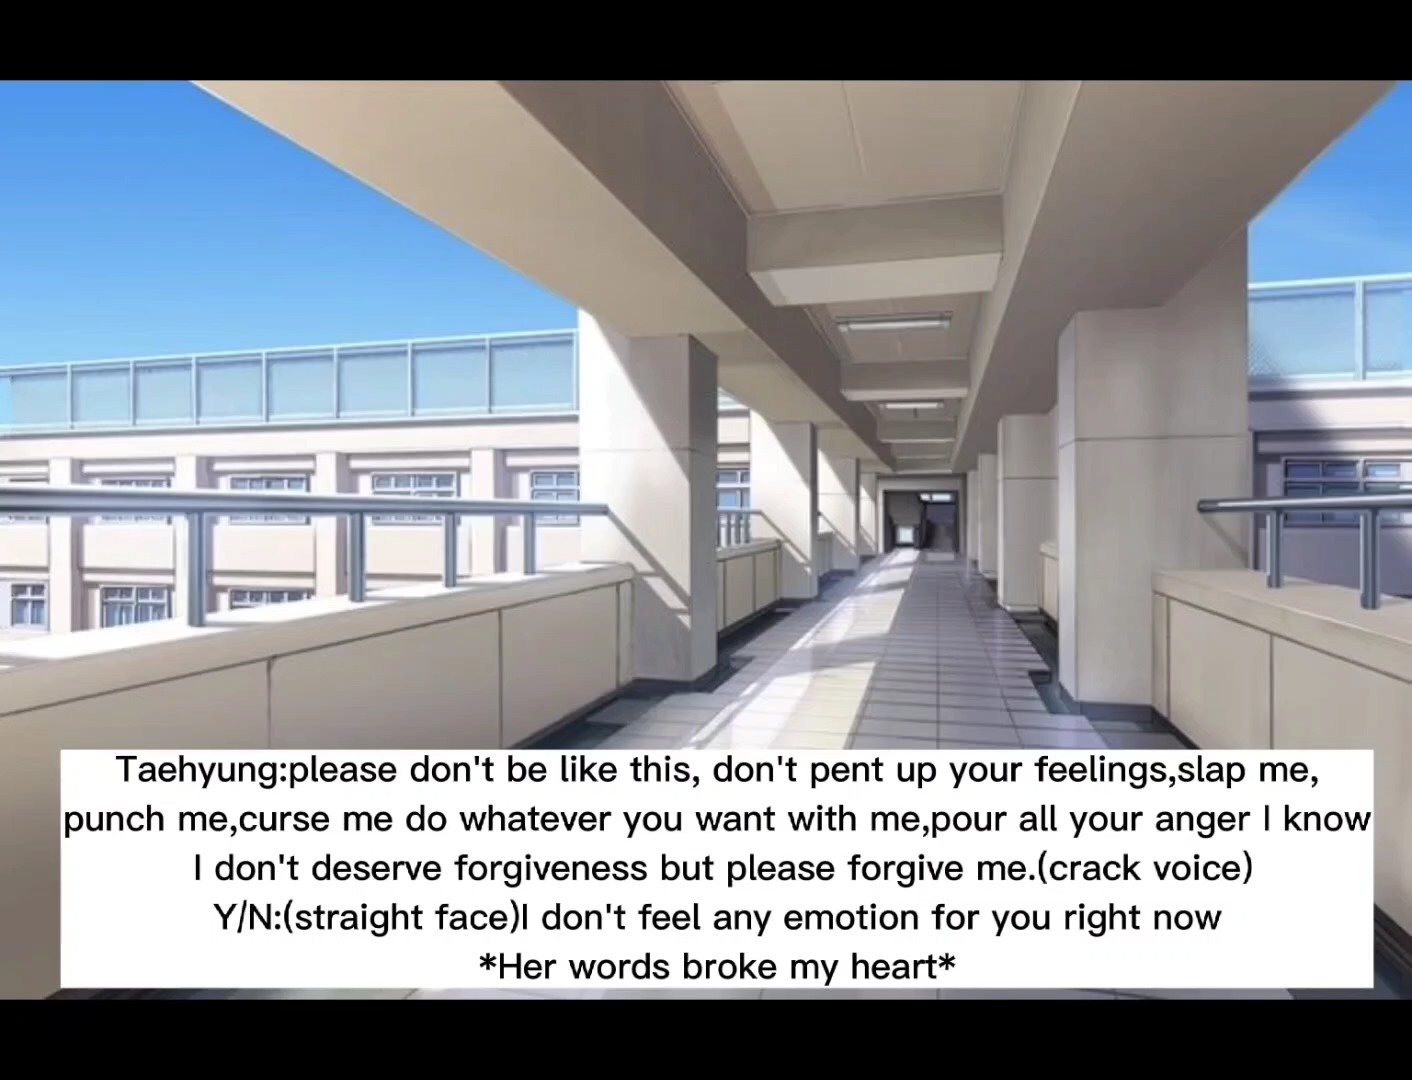 Taehyung:please don't be like this, don't pent up your feelings,slap me,
punch me,curse me do whatever you want with me,pour all your anger I know
I don't deserve forgiveness but please forgive me.(crack voice)
Y/N:(straight face)I don't feel any emotion for you right now
*Her words broke my heart*